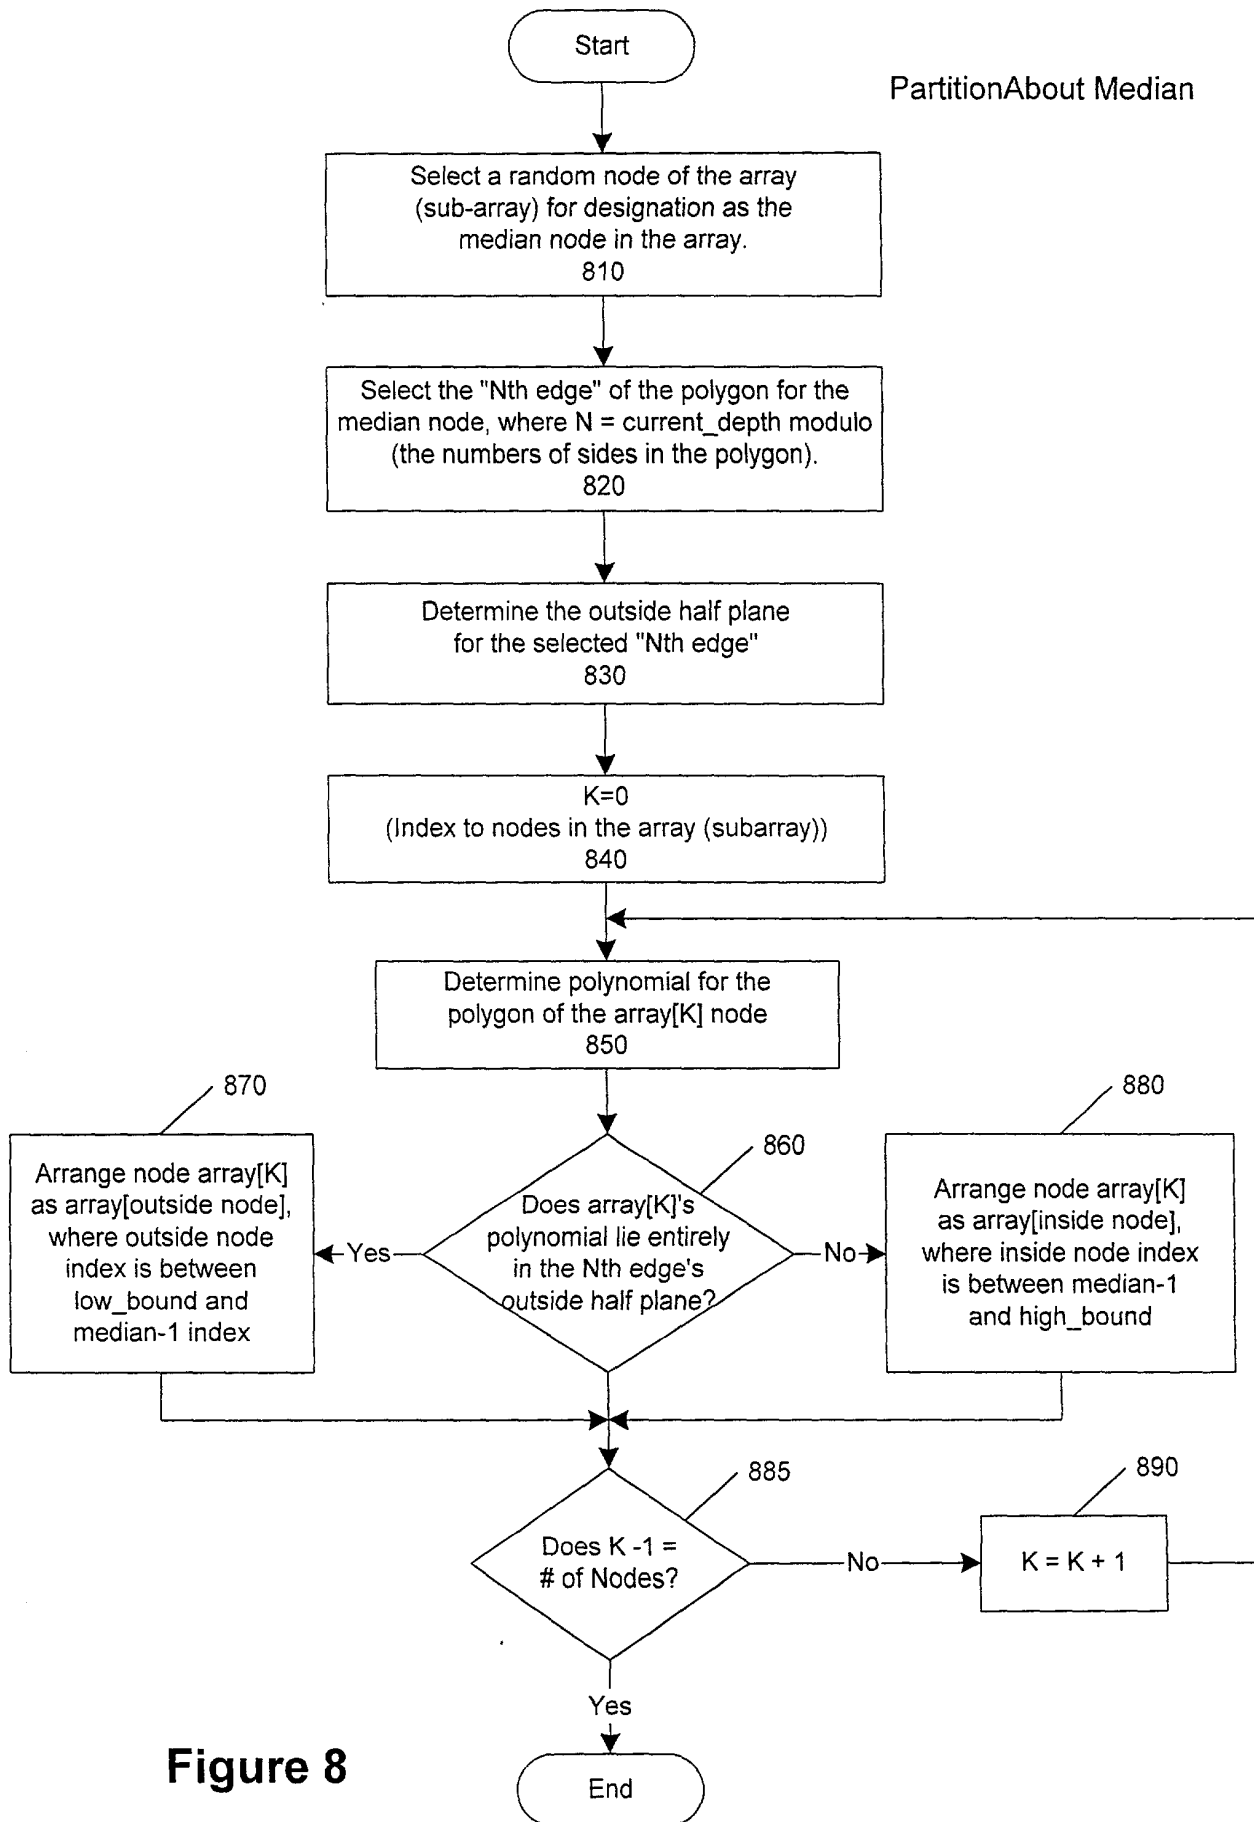 Start
PartitionAbout Median
Select a random node of the array
(sub-array) for designation as the
median node in the array.
810
Select the "Nth edge" of the polygon for the
median node, where N = current_depth modulo
(the numbers of sides in the polygon).
820
Determine the outside half plane
for the selected "Nth edge"
830
K=0
(Index to nodes in the array (subarray))
840
Determine polynomial for the
polygon of the array[K] node
850
870
Arrange node array[K]
as array[outside node],
where outside node
index is between
low_bound and
median-1 index
Yes
860
Does array[K]'s
polynomial lie entirely
in the Nth edge's
outside half plane?
No
880
Arrange node array[K]
as array[inside node],
where inside node index
is between median-1
and high_bound
885
Does K -1 =
# of Nodes?
No
890
K = K + 1
Yes
End
Figure 8